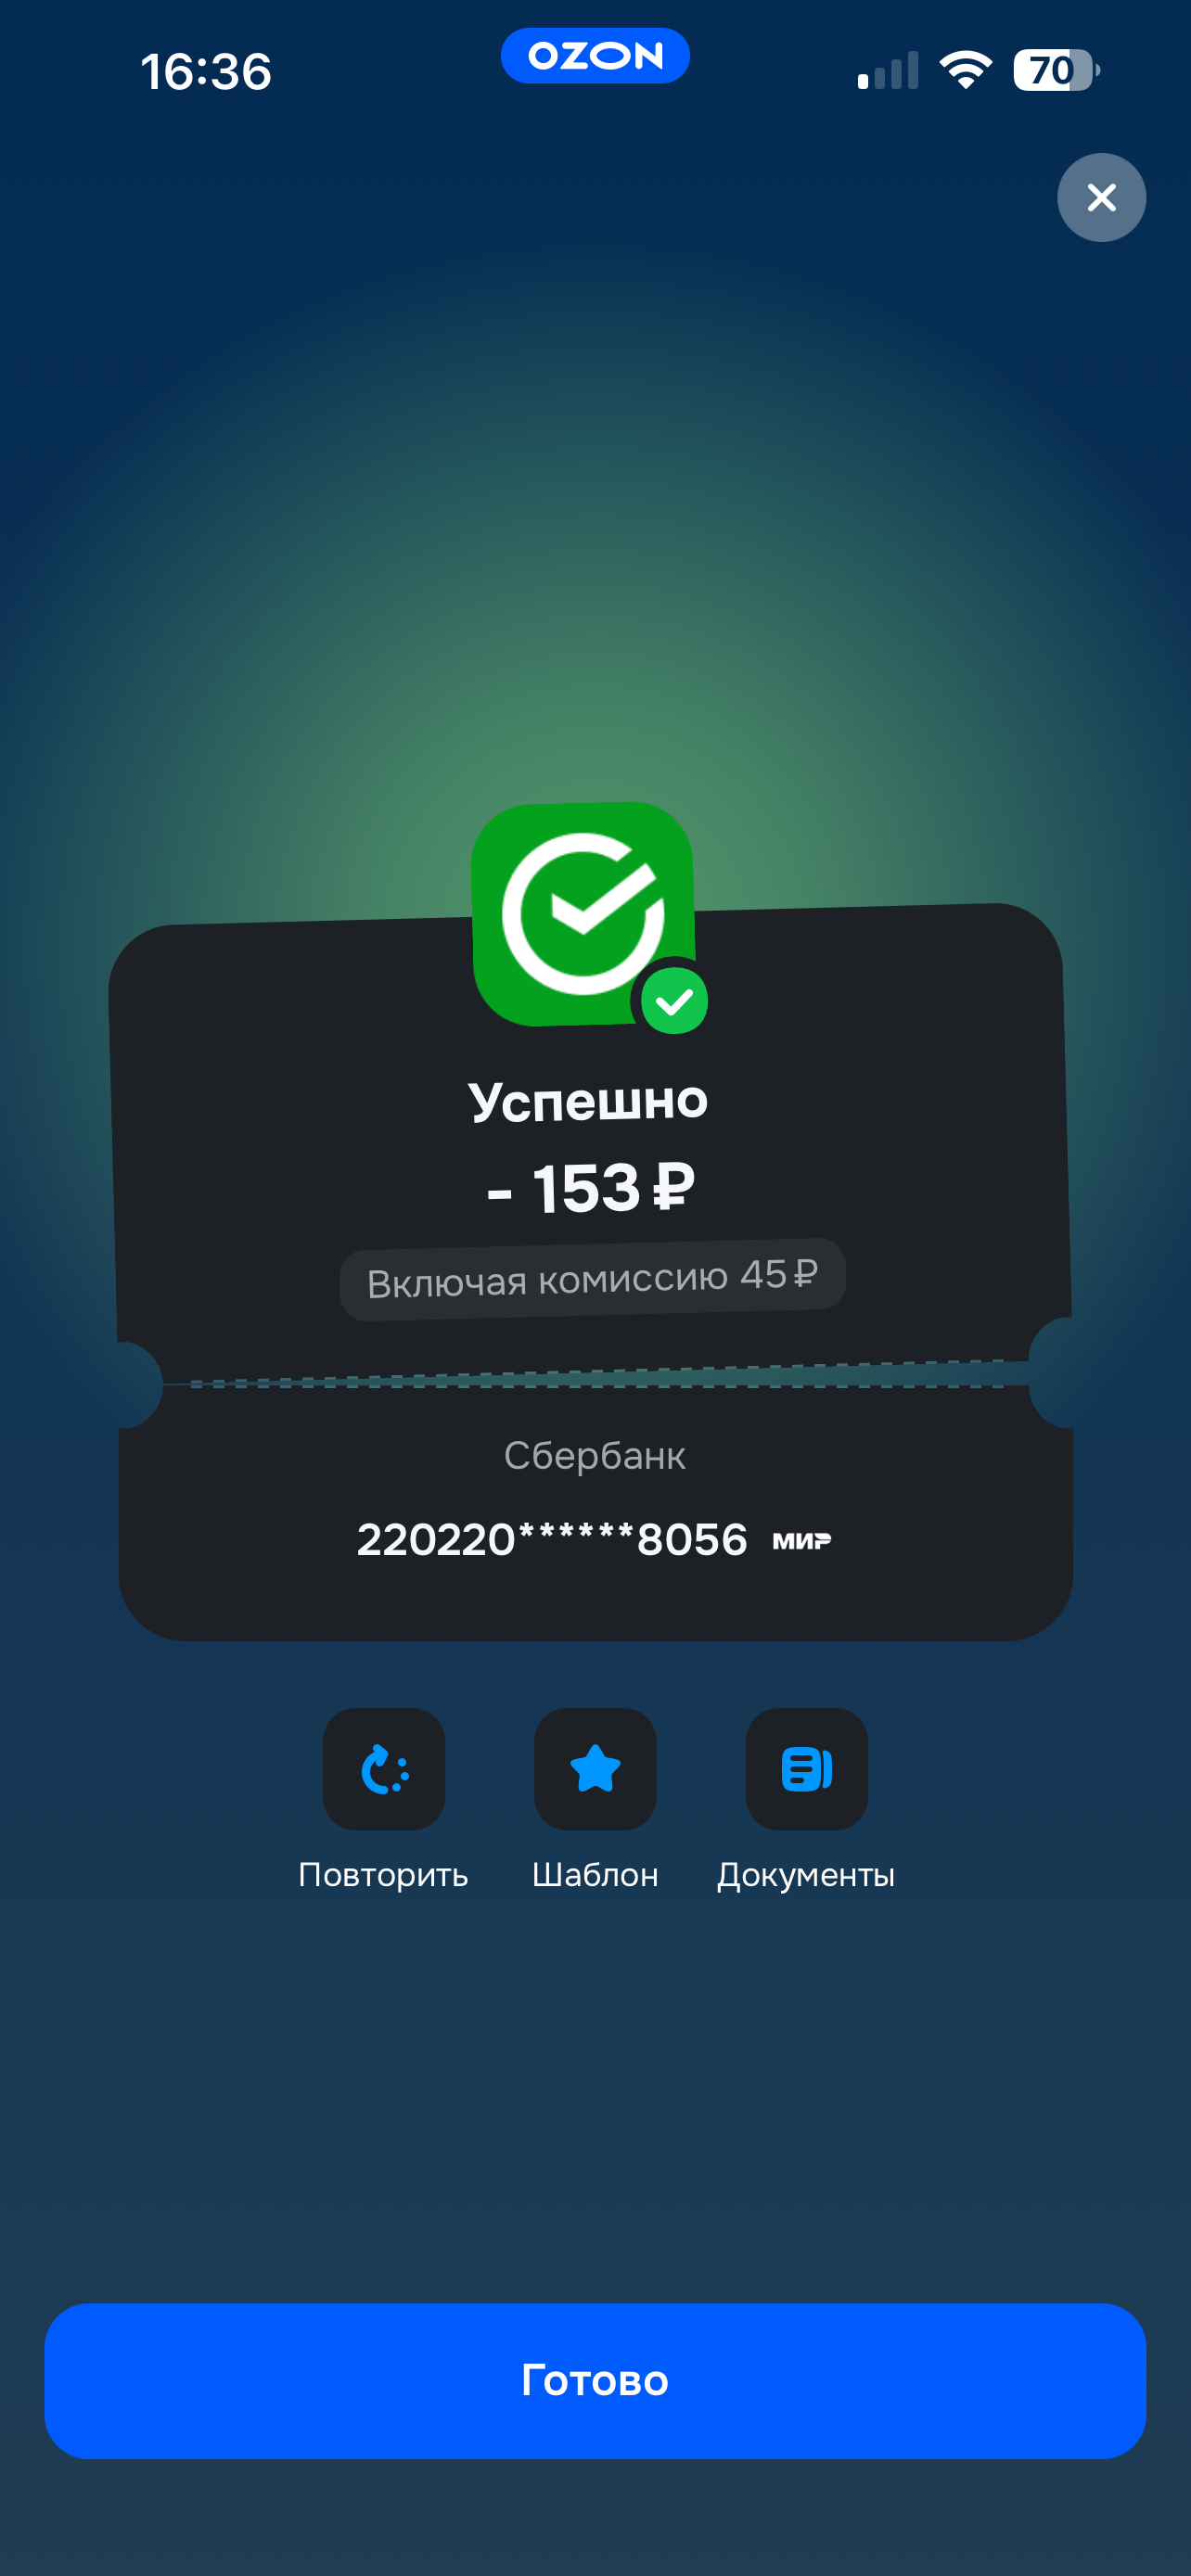 16:36
OZON
70
Успешно
- 153 ₽
Включая комиссию 45 ₽
Сбербанк
220220******8056 МИР
Повторить
Шаблон
Документы
Готово